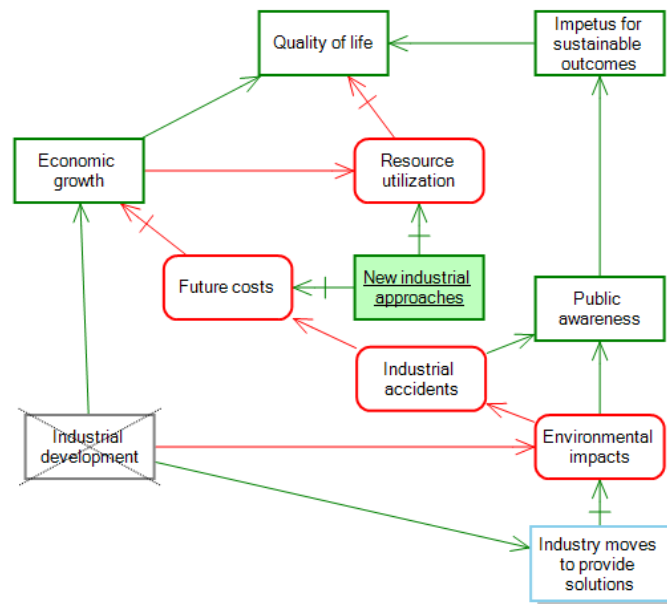 Quality of life
Impetus for
sustainable
outcomes
Economic
growth
Resource
utilization
Future costs
New industrial
approaches
Public
awareness
Industrial
accidents
Industrial
development
Environmental
impacts
Industry moves
to provide
solutions